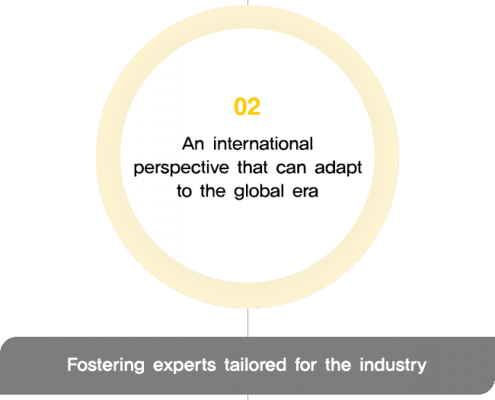 02
An international
perspective that can adapt
to the global era
Fostering experts tailored for the industry